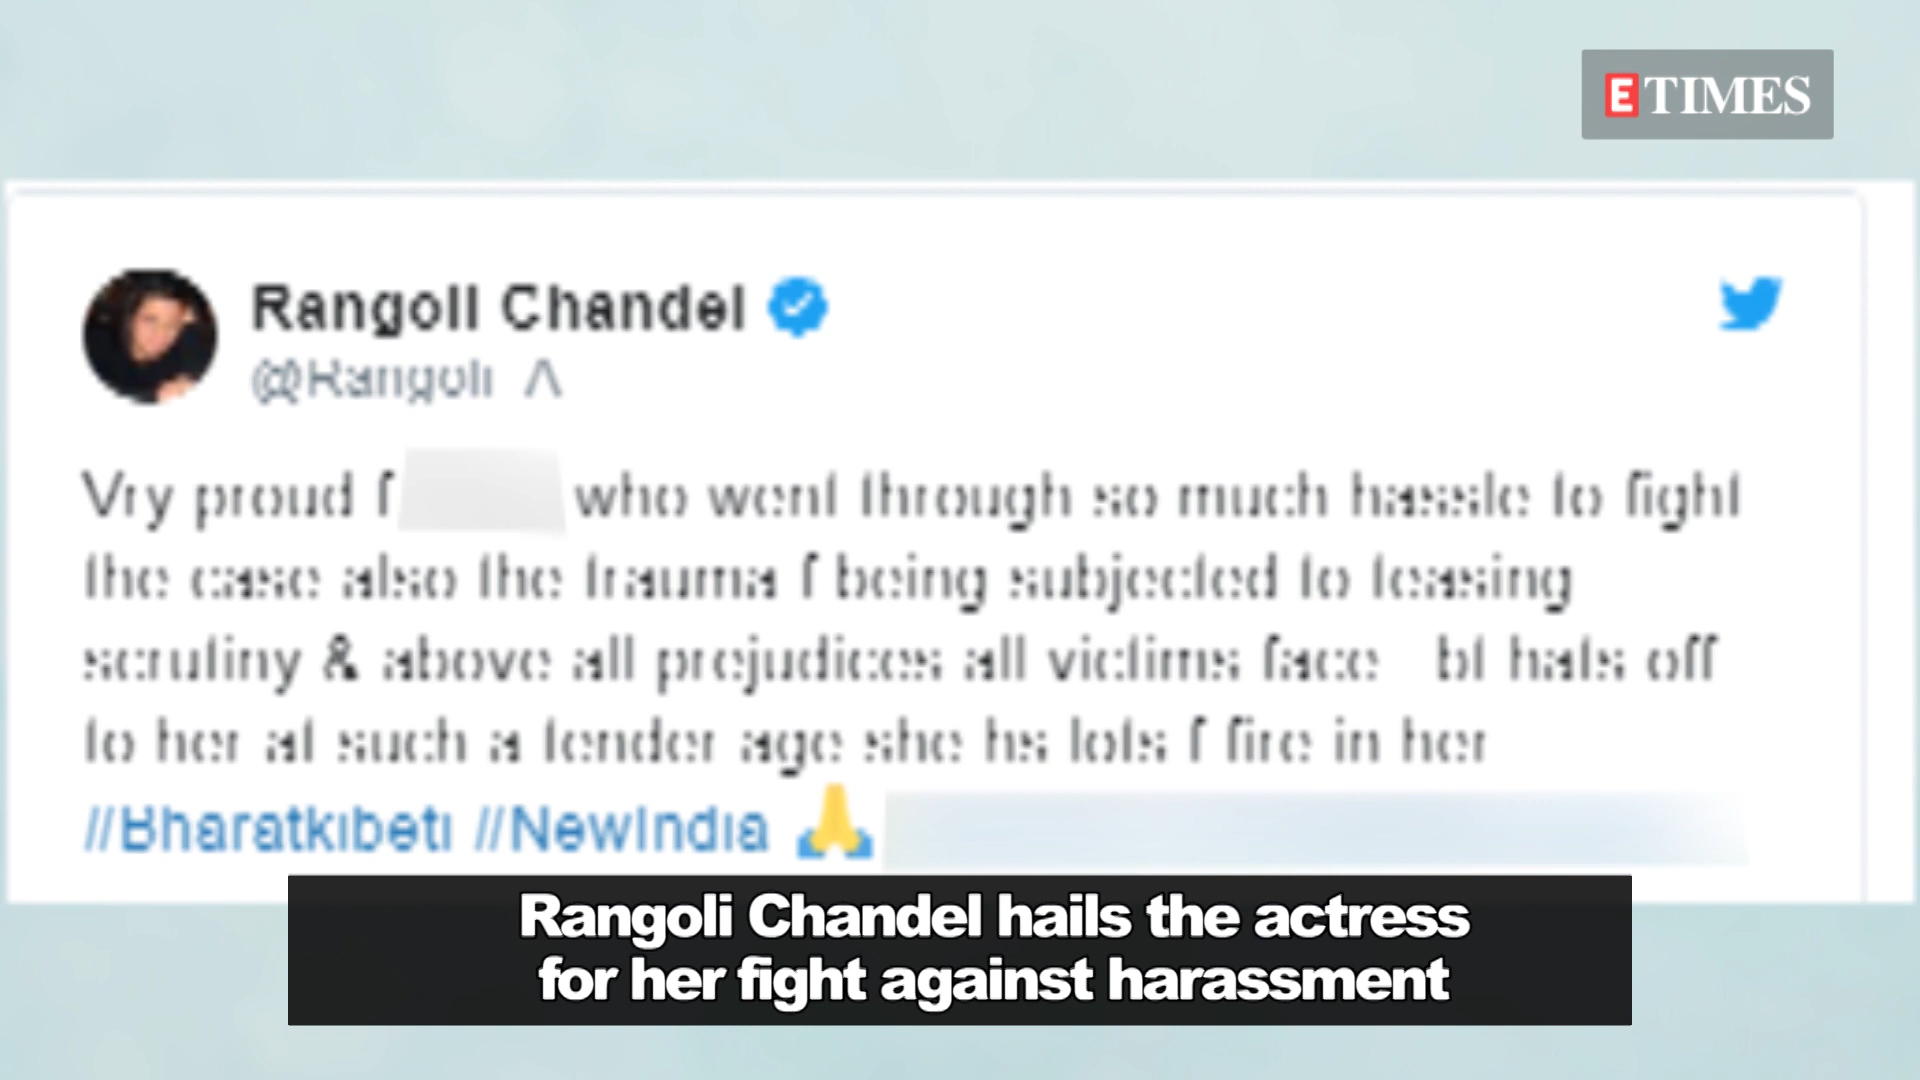 E TIMES
Rangoli Chandel
@Rangoli_A
Vry proud f who went through so much hassle to fight
the case also the trauma f being subjected to teasing
scrutiny & above all prejudices all victims face bt hats off
to her at such a tender age she hs lots f fire in her
#Bharatkibeti #NewIndia 🙏
Rangoli Chandel hails the actress
for her fight against harassment